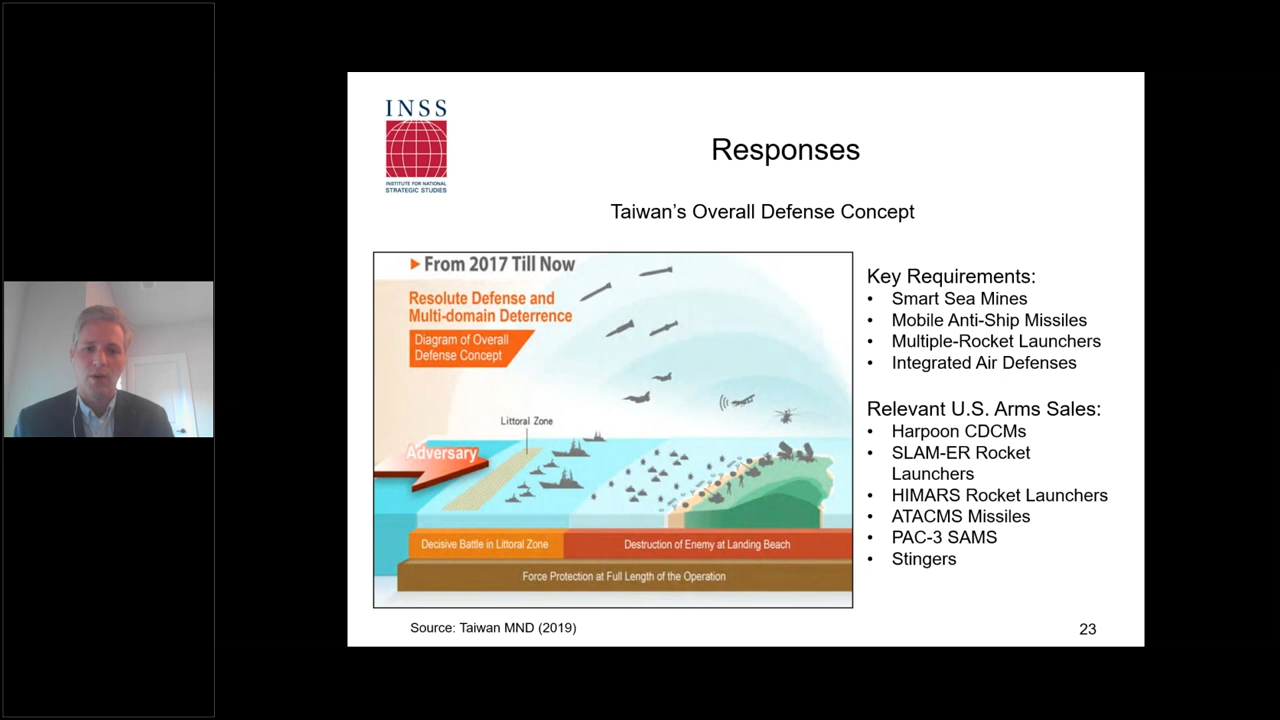 INSS
INSTITUTE FOR NATIONAL
STRATEGIC STUDIES
Responses
Taiwan's Overall Defense Concept
From 2017 Till Now
Resolute Defense and
Multi-domain Deterrence
Diagram of Overall
Defense Concept
Littoral Zone
Adversary
Decisive Battle in Littoral Zone
Destruction of Enemy at Landing Beach
Force Protection at Full Length of the Operation
Source: Taiwan MND (2019)
Key Requirements:
• Smart Sea Mines
• Mobile Anti-Ship Missiles
• Multiple-Rocket Launchers
• Integrated Air Defenses
Relevant U.S. Arms Sales:
• Harpoon CDCMs
• SLAM-ER Rocket
Launchers
• HIMARS Rocket Launchers
• ATACMS Missiles
• PAC-3 SAMS
• Stingers
23